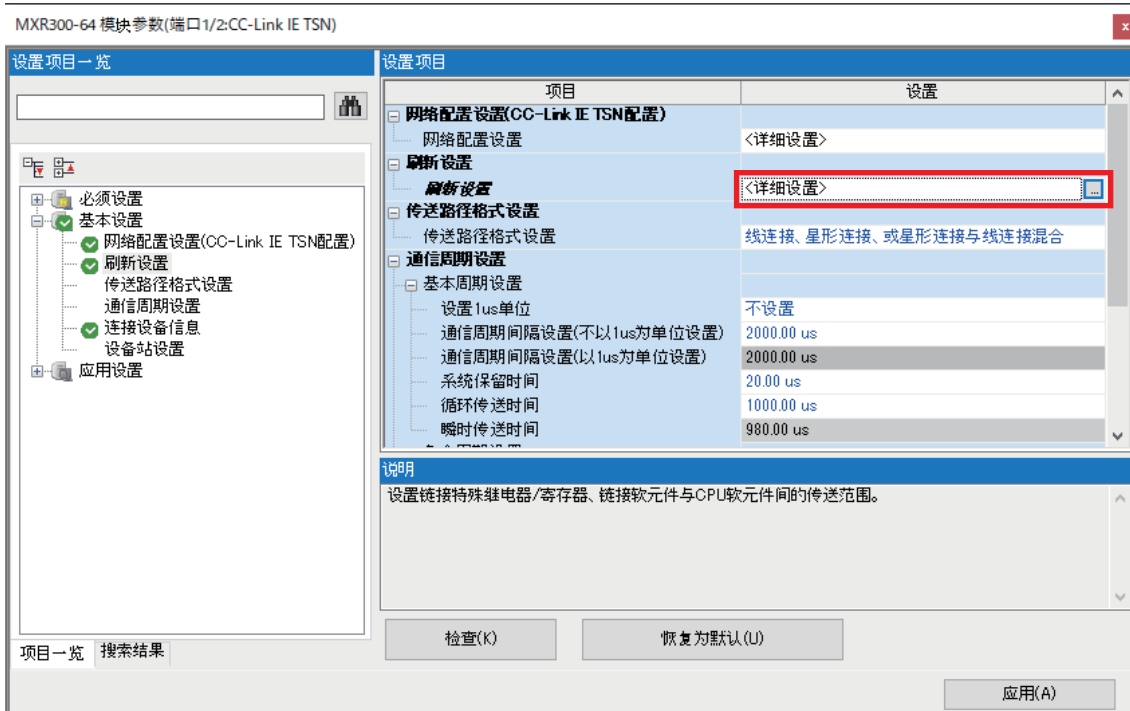 MXR300-64 模块参数(端口1/2:CC-Link IE TSN)
x
设置项目一览
必须设置
基本设置
网络配置设置(CC-Link IE TSN配置)
刷新设置
传送路径格式设置
通信周期设置
连接设备信息
设备站设置
应用设置
项目一览 搜索结果
设置项目
项目 设置
网络配置设置(CC-Link IE TSN配置)
网络配置设置 <详细设置>
刷新设置
刷新设置 <详细设置> ...
传送路径格式设置
传送路径格式设置 线连接、星形连接、或星形连接与线连接混合
通信周期设置
基本周期设置
设置1us单位 不设置
通信周期间隔设置(不以1us为单位设置) 2000.00 us
通信周期间隔设置(以1us为单位设置) 2000.00 us
系统保留时间 20.00 us
循环传送时间 1000.00 us
瞬时传送时间 980.00 us
说明
设置链接特殊继电器/寄存器、链接软元件与CPU软元件间的传送范围。
检查(K) 恢复为默认(U)
应用(A)